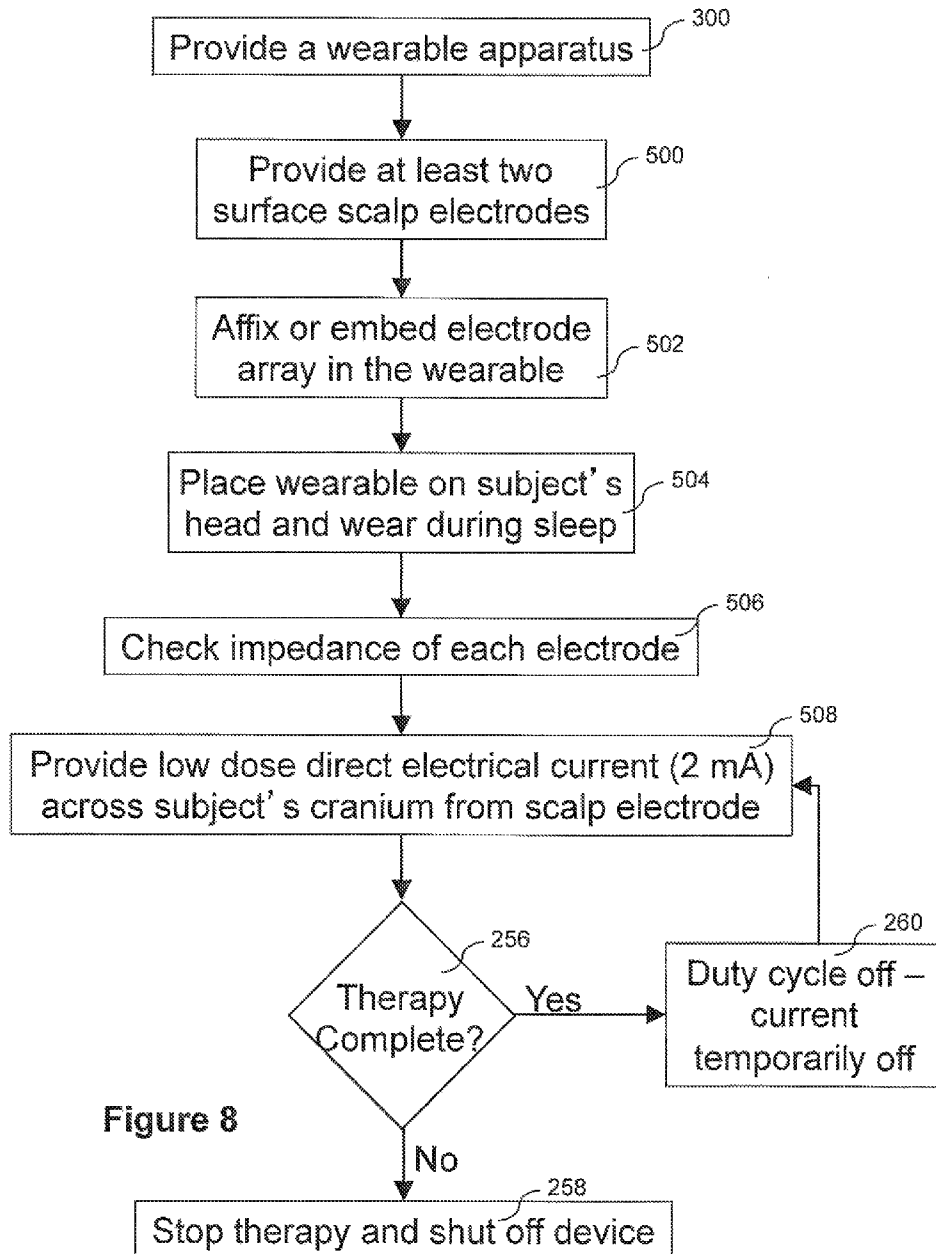 300
Provide a wearable apparatus
500
Provide at least two
surface scalp electrodes
Affix or embed electrode
array in the wearable
502
Place wearable on subject's
head and wear during sleep
504
506
Check impedance of each electrode
508
Provide low dose direct electrical current (2 mA)
across subject's cranium from scalp electrode
256
Therapy
Complete?
Yes
260
Duty cycle off –
current
temporarily off
Figure 8
No
258
Stop therapy and shut off device